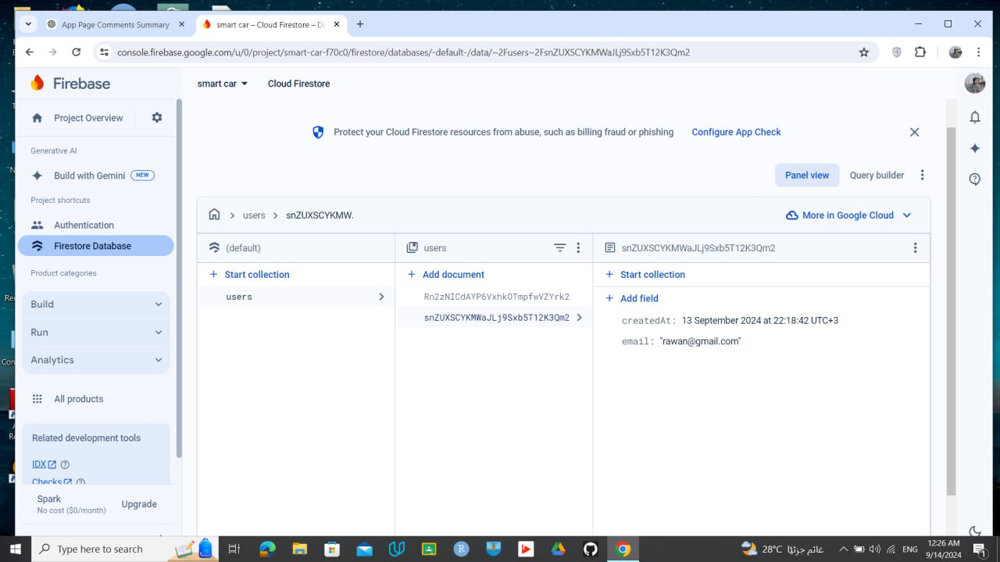 App Page Comments Summary
smart car – Cloud Firestore – Da
console.firebase.google.com/u/0/project/smart-car-f70c0/firestore/databases/-default-/data/~2Fusers~2FsnZUXSCYKMWaJLj9Sxb5T12K3Qm2
Firebase
smart car
Cloud Firestore
Project Overview
Protect your Cloud Firestore resources from abuse, such as billing fraud or phishing
Configure App Check
Generative AI
Build with Gemini NEW
Panel view
Query builder
Project shortcuts
users
snZUXSCYKMW.
More in Google Cloud
Authentication
Firestore Database
(default)
users
snZUXSCYKMWaJLj9Sxb5T12K3Qm2
Product categories
Start collection
Add document
Start collection
users
Rn2zNICdAYP6VxhkOTmpfwVZYrk2
Add field
Build
snZUXSCYKMWaJLj9Sxb5T12K3Qm2
createdAt: 13 September 2024 at 22:18:42 UTC+3
Run
email: "rawan@gmail.com"
Analytics
All products
Related development tools
IDX
Checks
Spark
No cost ($0/month)
Upgrade
Type here to search
28°C غائم جزئيًا
ENG
12:26 AM
9/14/2024
1